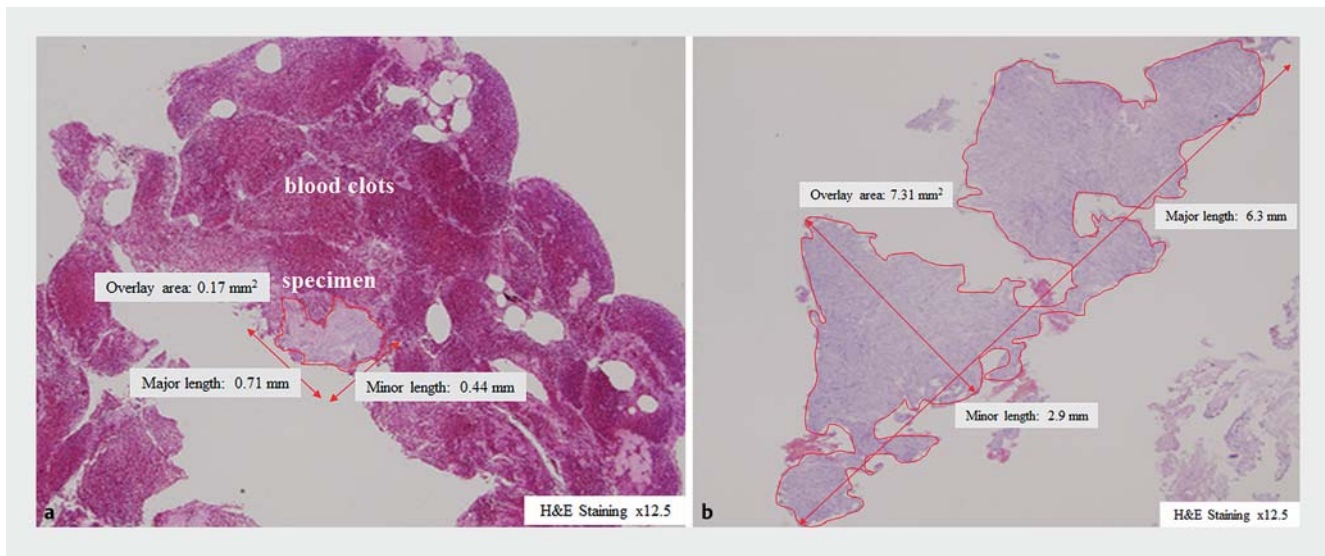 blood clots
specimen
Overlay area: 0.17 mm²
Major length: 0.71 mm
Minor length: 0.44 mm
a
H&E Staining x12.5
Overlay area: 7.31 mm²
Major length: 6.3 mm
Minor length: 2.9 mm
b
H&E Staining x12.5